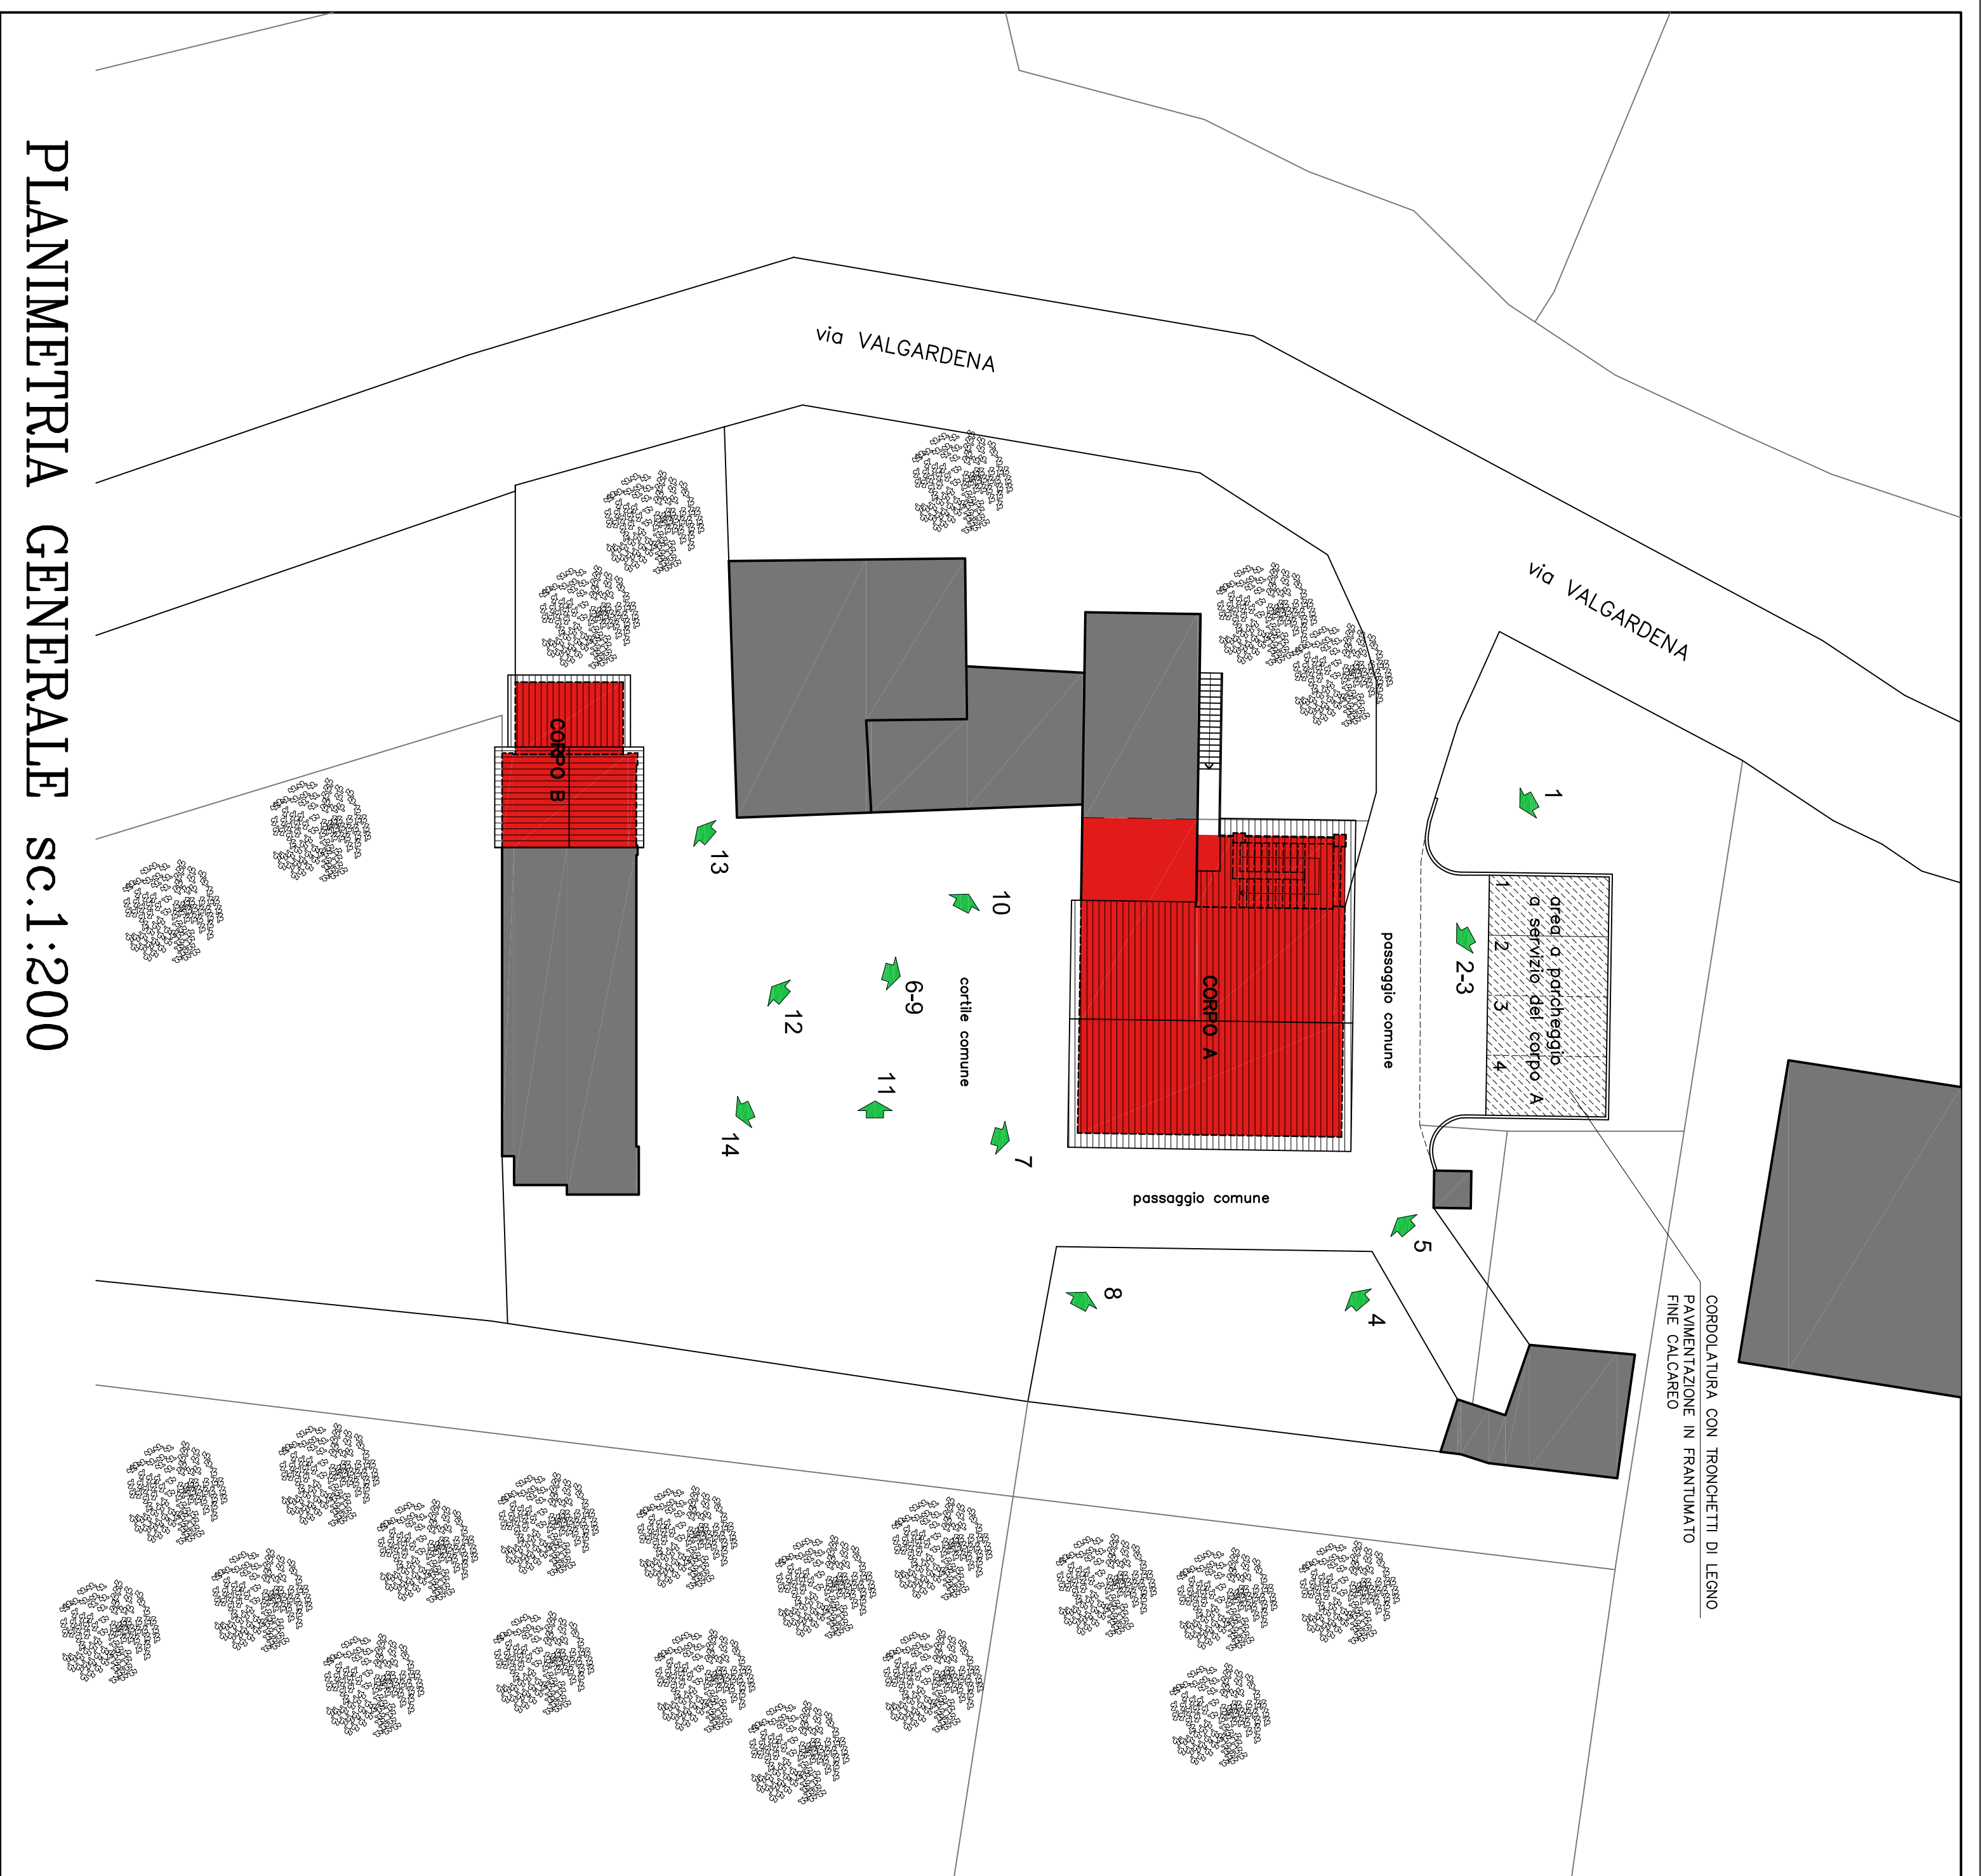 PLANIMETRIA GENERALE sc.1:200
via VALGARDENA
via VALGARDENA
1
area a parcheggio
a servizio del corpo A
1
2
3
4
2-3
passaggio comune
CORPO A
CORPO B
13
10
6-9
cortile comune
12
11
14
7
passaggio comune
5
8
4
CORDOLATURA CON TRONCHETTI DI LEGNO
PAVIMENTAZIONE IN FRANTUMATO
FINE CALCAREO